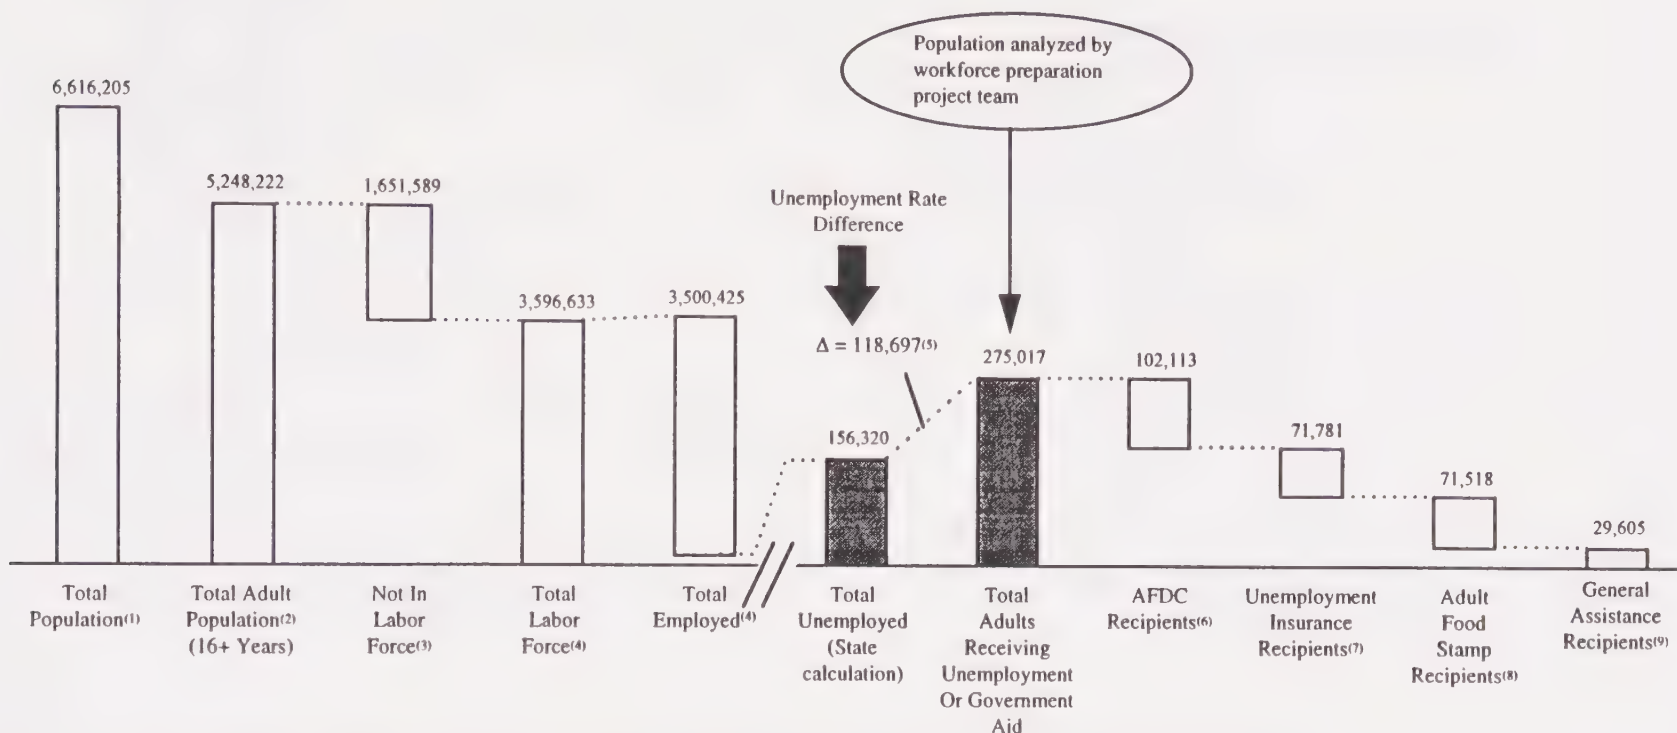 Population analyzed by
workforce preparation
project team
6,616,205
5,248,222
1,651,589
Unemployment Rate
Difference
3,596,633
3,500,425
Δ = 118,697(5)
275,017
102,113
156,320
71,781
71,518
29,605
Total
Population(1)
Total Adult
Population(2)
(16+ Years)
Not In
Labor
Force(3)
Total
Labor
Force(4)
Total
Employed(4)
Total
Unemployed
(State
calculation)
Total
Adults
Receiving
Unemployment
Or Government
Aid
AFDC
Recipients(6)
Unemployment
Insurance
Recipients(7)
Adult
Food
Stamp
Recipients(8)
General
Assistance
Recipients(9)